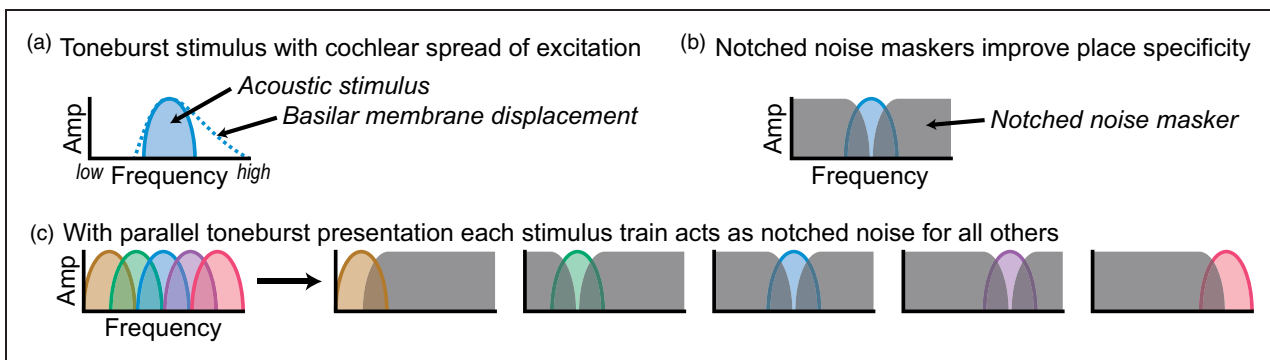 (a) Toneburst stimulus with cochlear spread of excitation
Acoustic stimulus
Basilar membrane displacement
Amp
low Frequency high
(b) Notched noise maskers improve place specificity
Notched noise masker
Amp
Frequency
(c) With parallel toneburst presentation each stimulus train acts as notched noise for all others
Amp
Frequency